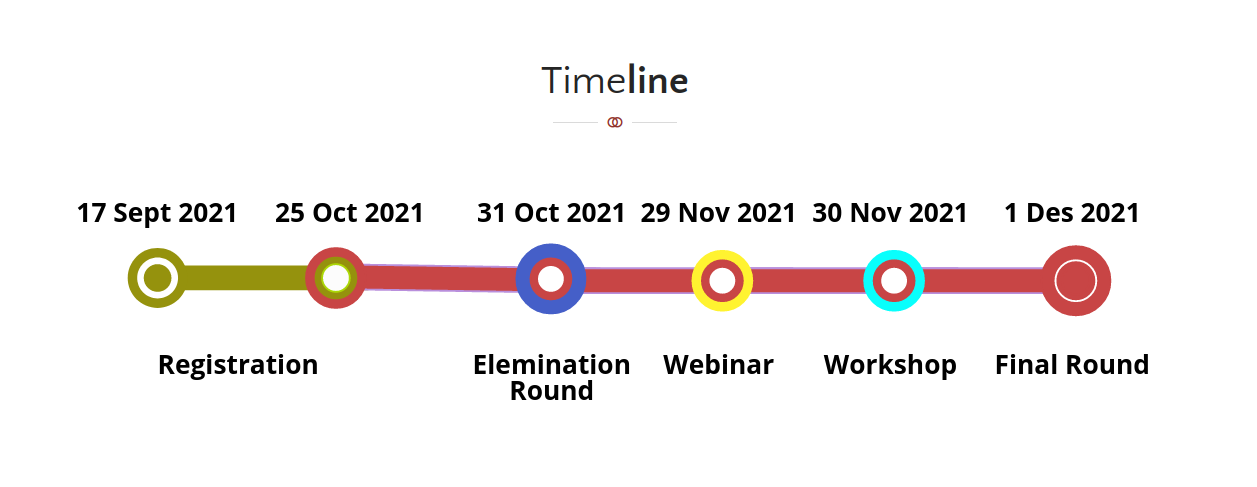 Timeline
17 Sept 2021 25 Oct 2021 31 Oct 2021 29 Nov 2021 30 Nov 2021 1 Des 2021
Registration Elemination Webinar Workshop Final Round
Round